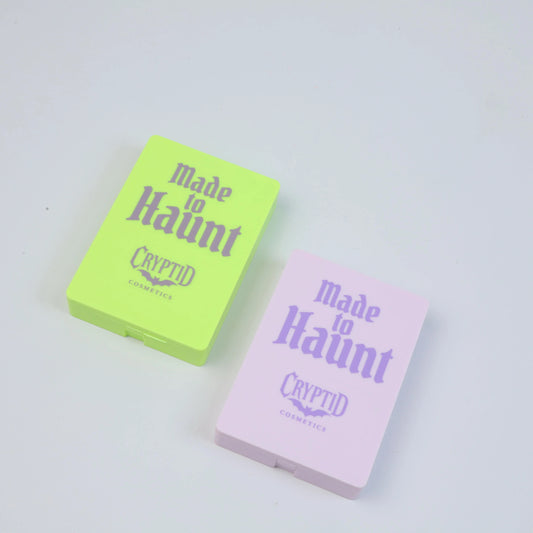 Made
to
Haunt
CRYPTID
COSMETICS
Made
to
Haunt
CRYPTID
COSMETICS